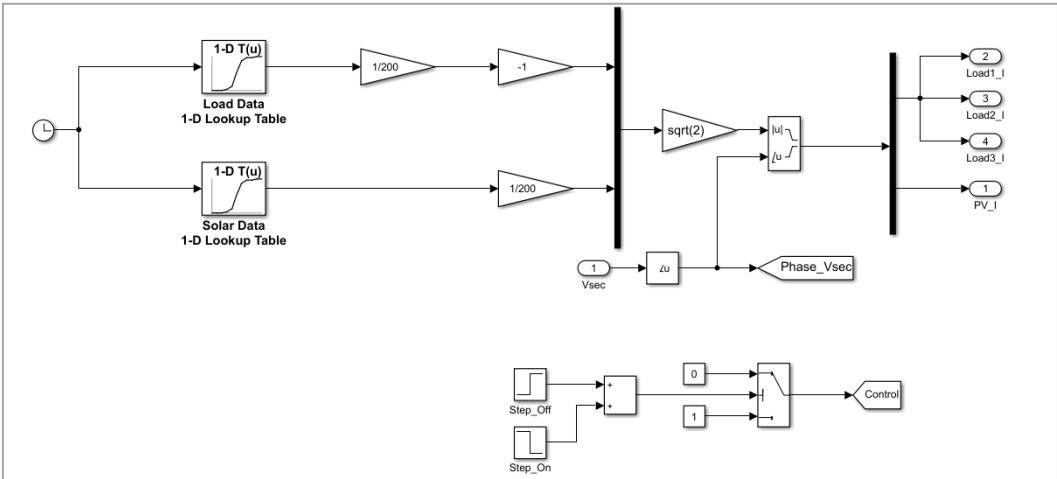 1-D T(u)
Load Data
1-D Lookup Table
1/200
-1
1-D T(u)
Solar Data
1-D Lookup Table
1/200
sqrt(2)
|u|
∠u
2
Load1_I
3
Load2_I
4
Load3_I
1
PV_I
1
Vsec
∠u
Phase_Vsec
Step_Off
Step_On
+
+
0
1
Control